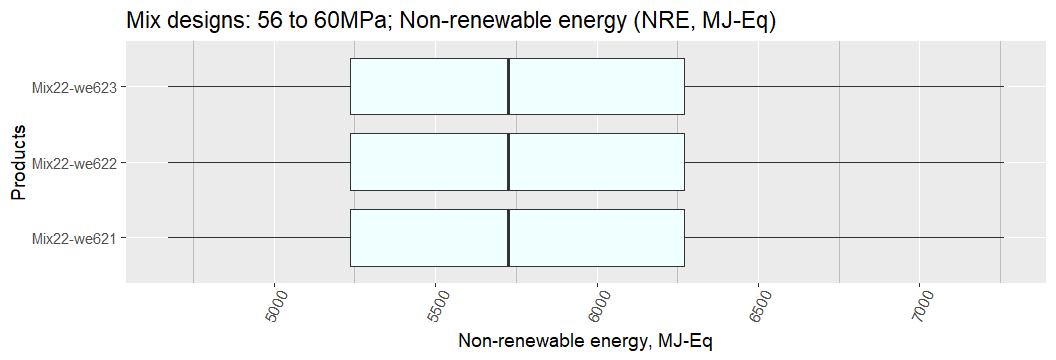 Mix designs: 56 to 60MPa; Non-renewable energy (NRE, MJ-Eq)
Products
Mix22-we623
Mix22-we622
Mix22-we621
5000 5500 6000 6500 7000
Non-renewable energy, MJ-Eq